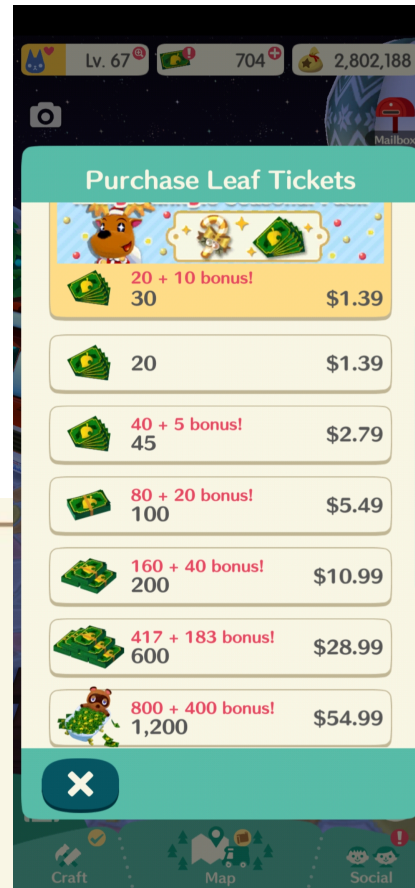 Lv. 67
704
2,802,188
Mailbox
Purchase Leaf Tickets
20 + 10 bonus!
30
$1.39
20
$1.39
40 + 5 bonus!
45
$2.79
80 + 20 bonus!
100
$5.49
160 + 40 bonus!
200
$10.99
417 + 183 bonus!
600
$28.99
800 + 400 bonus!
1,200
$54.99
Craft
Map
Social